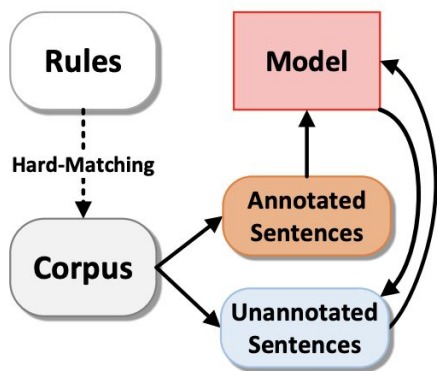 Rules
Model
Hard-Matching
Annotated
Sentences
Corpus
Unannotated
Sentences